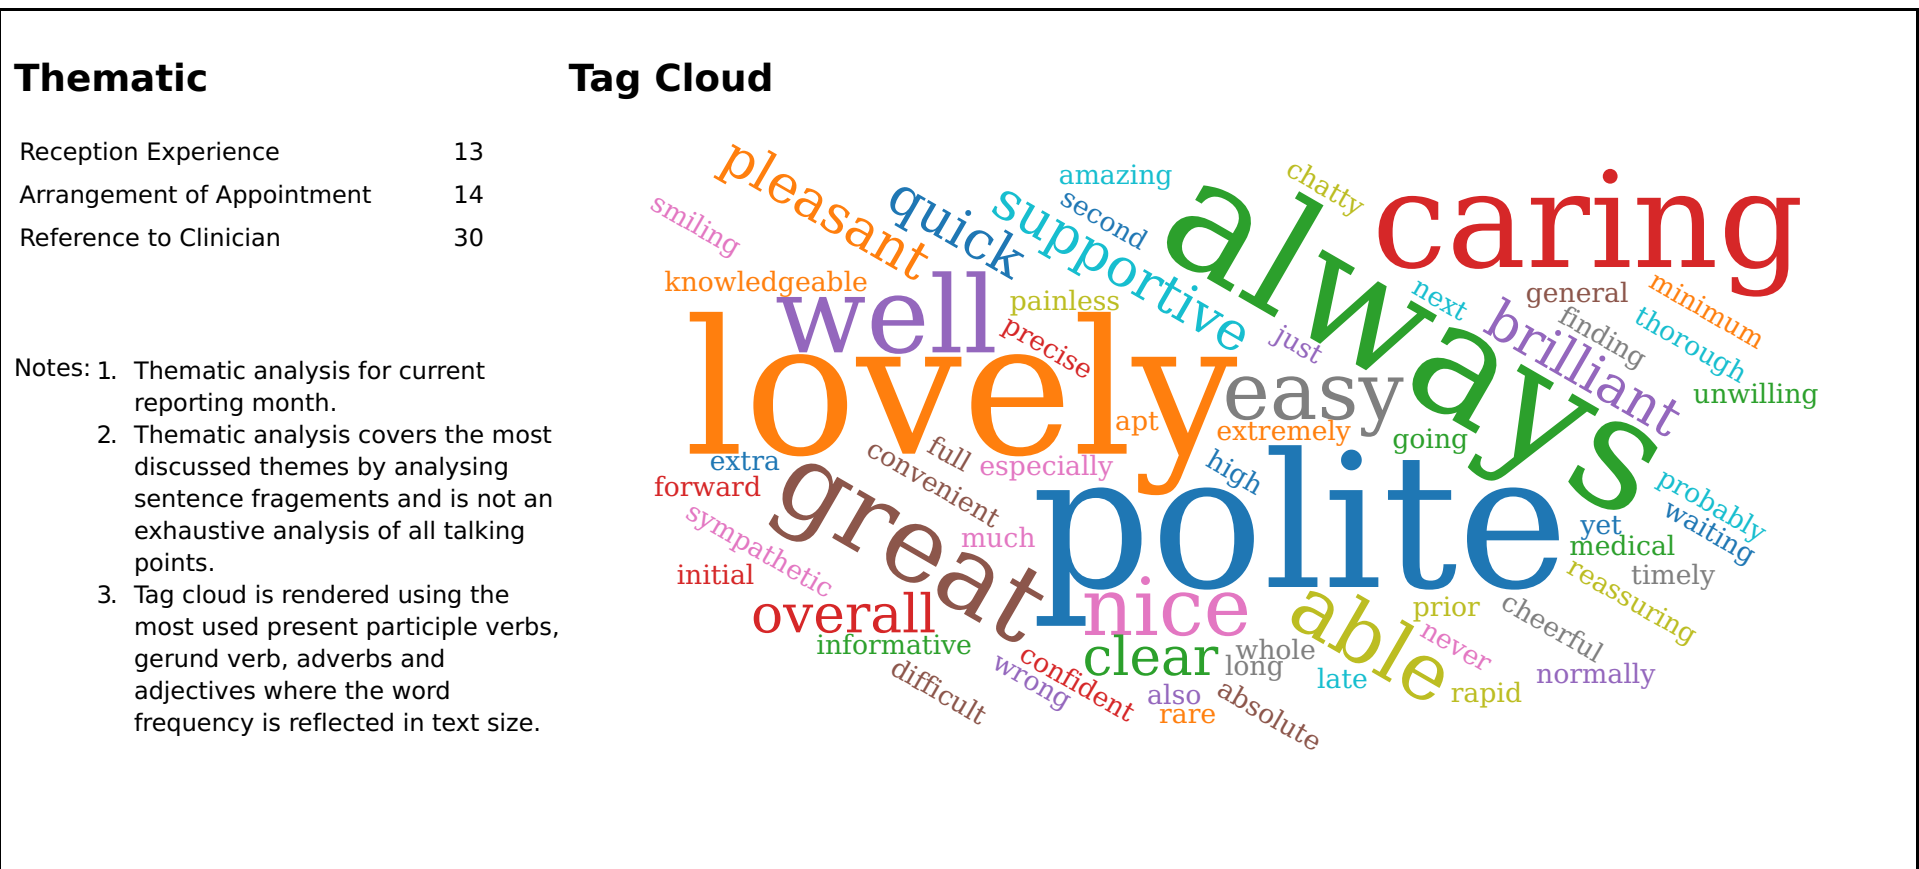 Thematic
Tag Cloud
Reception Experience 13
Arrangement of Appointment 14
Reference to Clinician 30
Notes: 1. Thematic analysis for current
reporting month.
2. Thematic analysis covers the most
discussed themes by analysing
sentence fragements and is not an
exhaustive analysis of all talking
points.
3. Tag cloud is rendered using the
most used present participle verbs,
gerund verb, adverbs and
adjectives where the word
frequency is reflected in text size.
pleasant
smiling
quick
amazing
second
supportive
chatty
always
caring
knowledgeable
well
painless
precise
just
next
general
minimum
finding
thorough
brilliant
unwilling
lovely
easy
apt
extremely
going
extra
full
convenient
especially
high
forward
great
sympathetic
much
polite
probably
waiting
yet
medical
timely
reassuring
initial
overall
nice
able
prior
cheerful
never
informative
clear
whole
long
late
normally
rapid
difficult
wrong
confident
also
rare
absolute